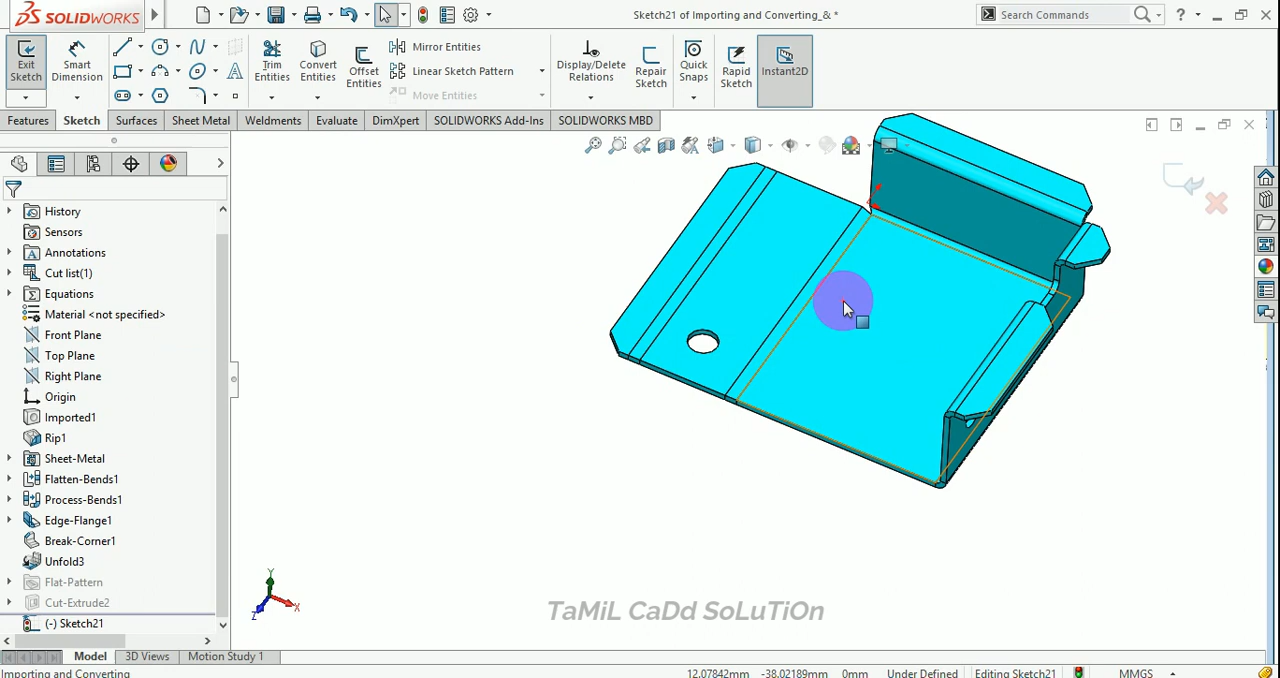 SOLIDWORKS
Sketch21 of Importing and Converting_& *
Search Commands
Exit Sketch
Smart Dimension
Trim Entities
Convert Entities
Offset Entities
Mirror Entities
Linear Sketch Pattern
Move Entities
Display/Delete Relations
Repair Sketch
Quick Snaps
Rapid Sketch
Instant2D
Features
Sketch
Surfaces
Sheet Metal
Weldments
Evaluate
DimXpert
SOLIDWORKS Add-Ins
SOLIDWORKS MBD
History
Sensors
Annotations
Cut list(1)
Equations
Material <not specified>
Front Plane
Top Plane
Right Plane
Origin
Imported1
Rip1
Sheet-Metal
Flatten-Bends1
Process-Bends1
Edge-Flange1
Break-Corner1
Unfold3
Flat-Pattern
Cut-Extrude2
(-) Sketch21
Y
X
Z
TaMiL CaDd SoLuTiOn
Model
3D Views
Motion Study 1
Importing and Converting
12.07842mm
-38.02189mm
0mm
Under Defined
Editing Sketch21
MMGS